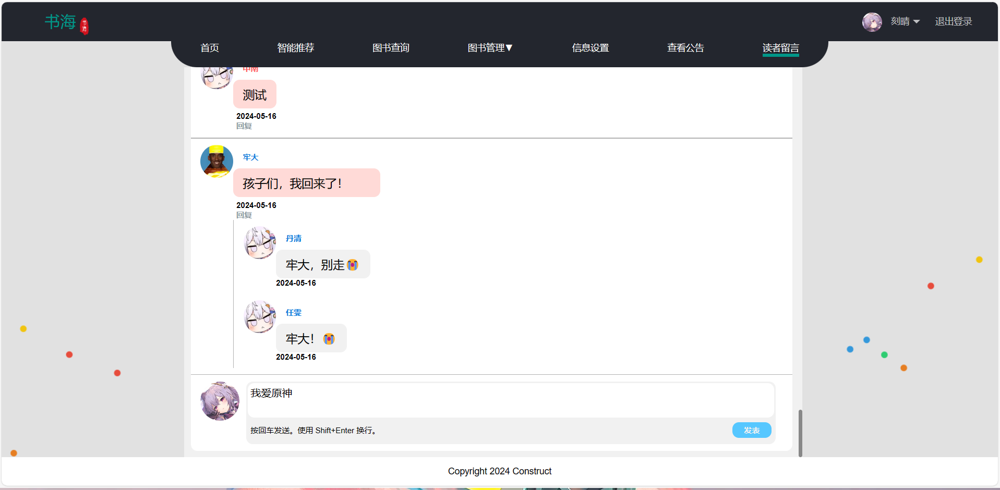 书海 书坊
刻晴 退出登录
首页 智能推荐 图书查询 图书管理▼ 信息设置 查看公告 读者留言
中南
测试
2024-05-16
回复
牢大
孩子们，我回来了！
2024-05-16
回复
丹清
牢大，别走😭
2024-05-16
任雯
牢大！😭
2024-05-16
我爱原神
按回车发送。使用 Shift+Enter 换行。
发表
Copyright 2024 Construct